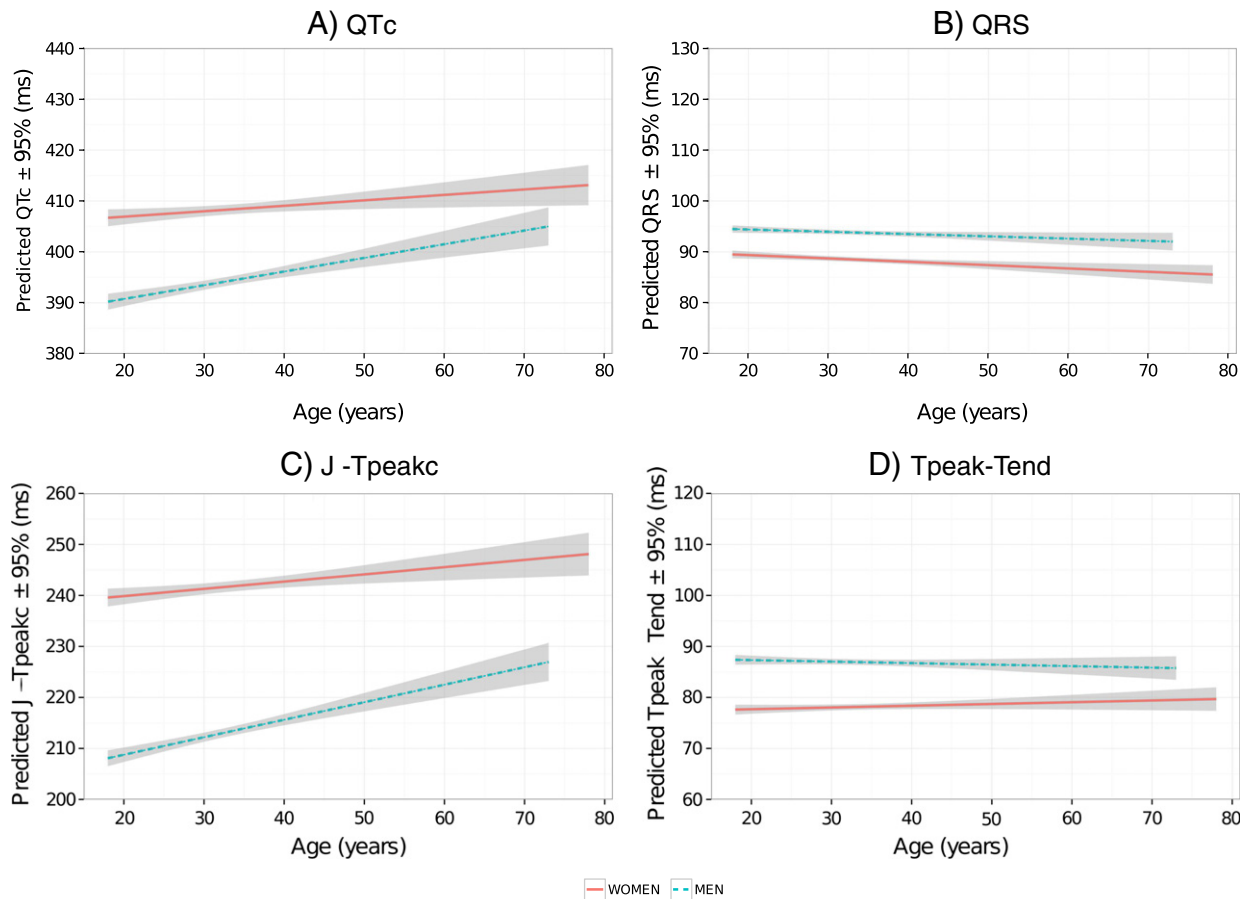 A) QTc
B) QRS
Predicted QTc ± 95% (ms)
440
430
420
410
400
390
380
20 30 40 50 60 70 80
Age (years)
Predicted QRS ± 95% (ms)
130
120
110
100
90
80
70
20 30 40 50 60 70 80
Age (years)
C) J -Tpeakc
D) Tpeak-Tend
Predicted J –Tpeakc ± 95% (ms)
260
250
240
230
220
210
200
20 30 40 50 60 70 80
Age (years)
Predicted Tpeak Tend ± 95% (ms)
120
110
100
90
80
70
60
20 30 40 50 60 70 80
Age (years)
WOMEN MEN